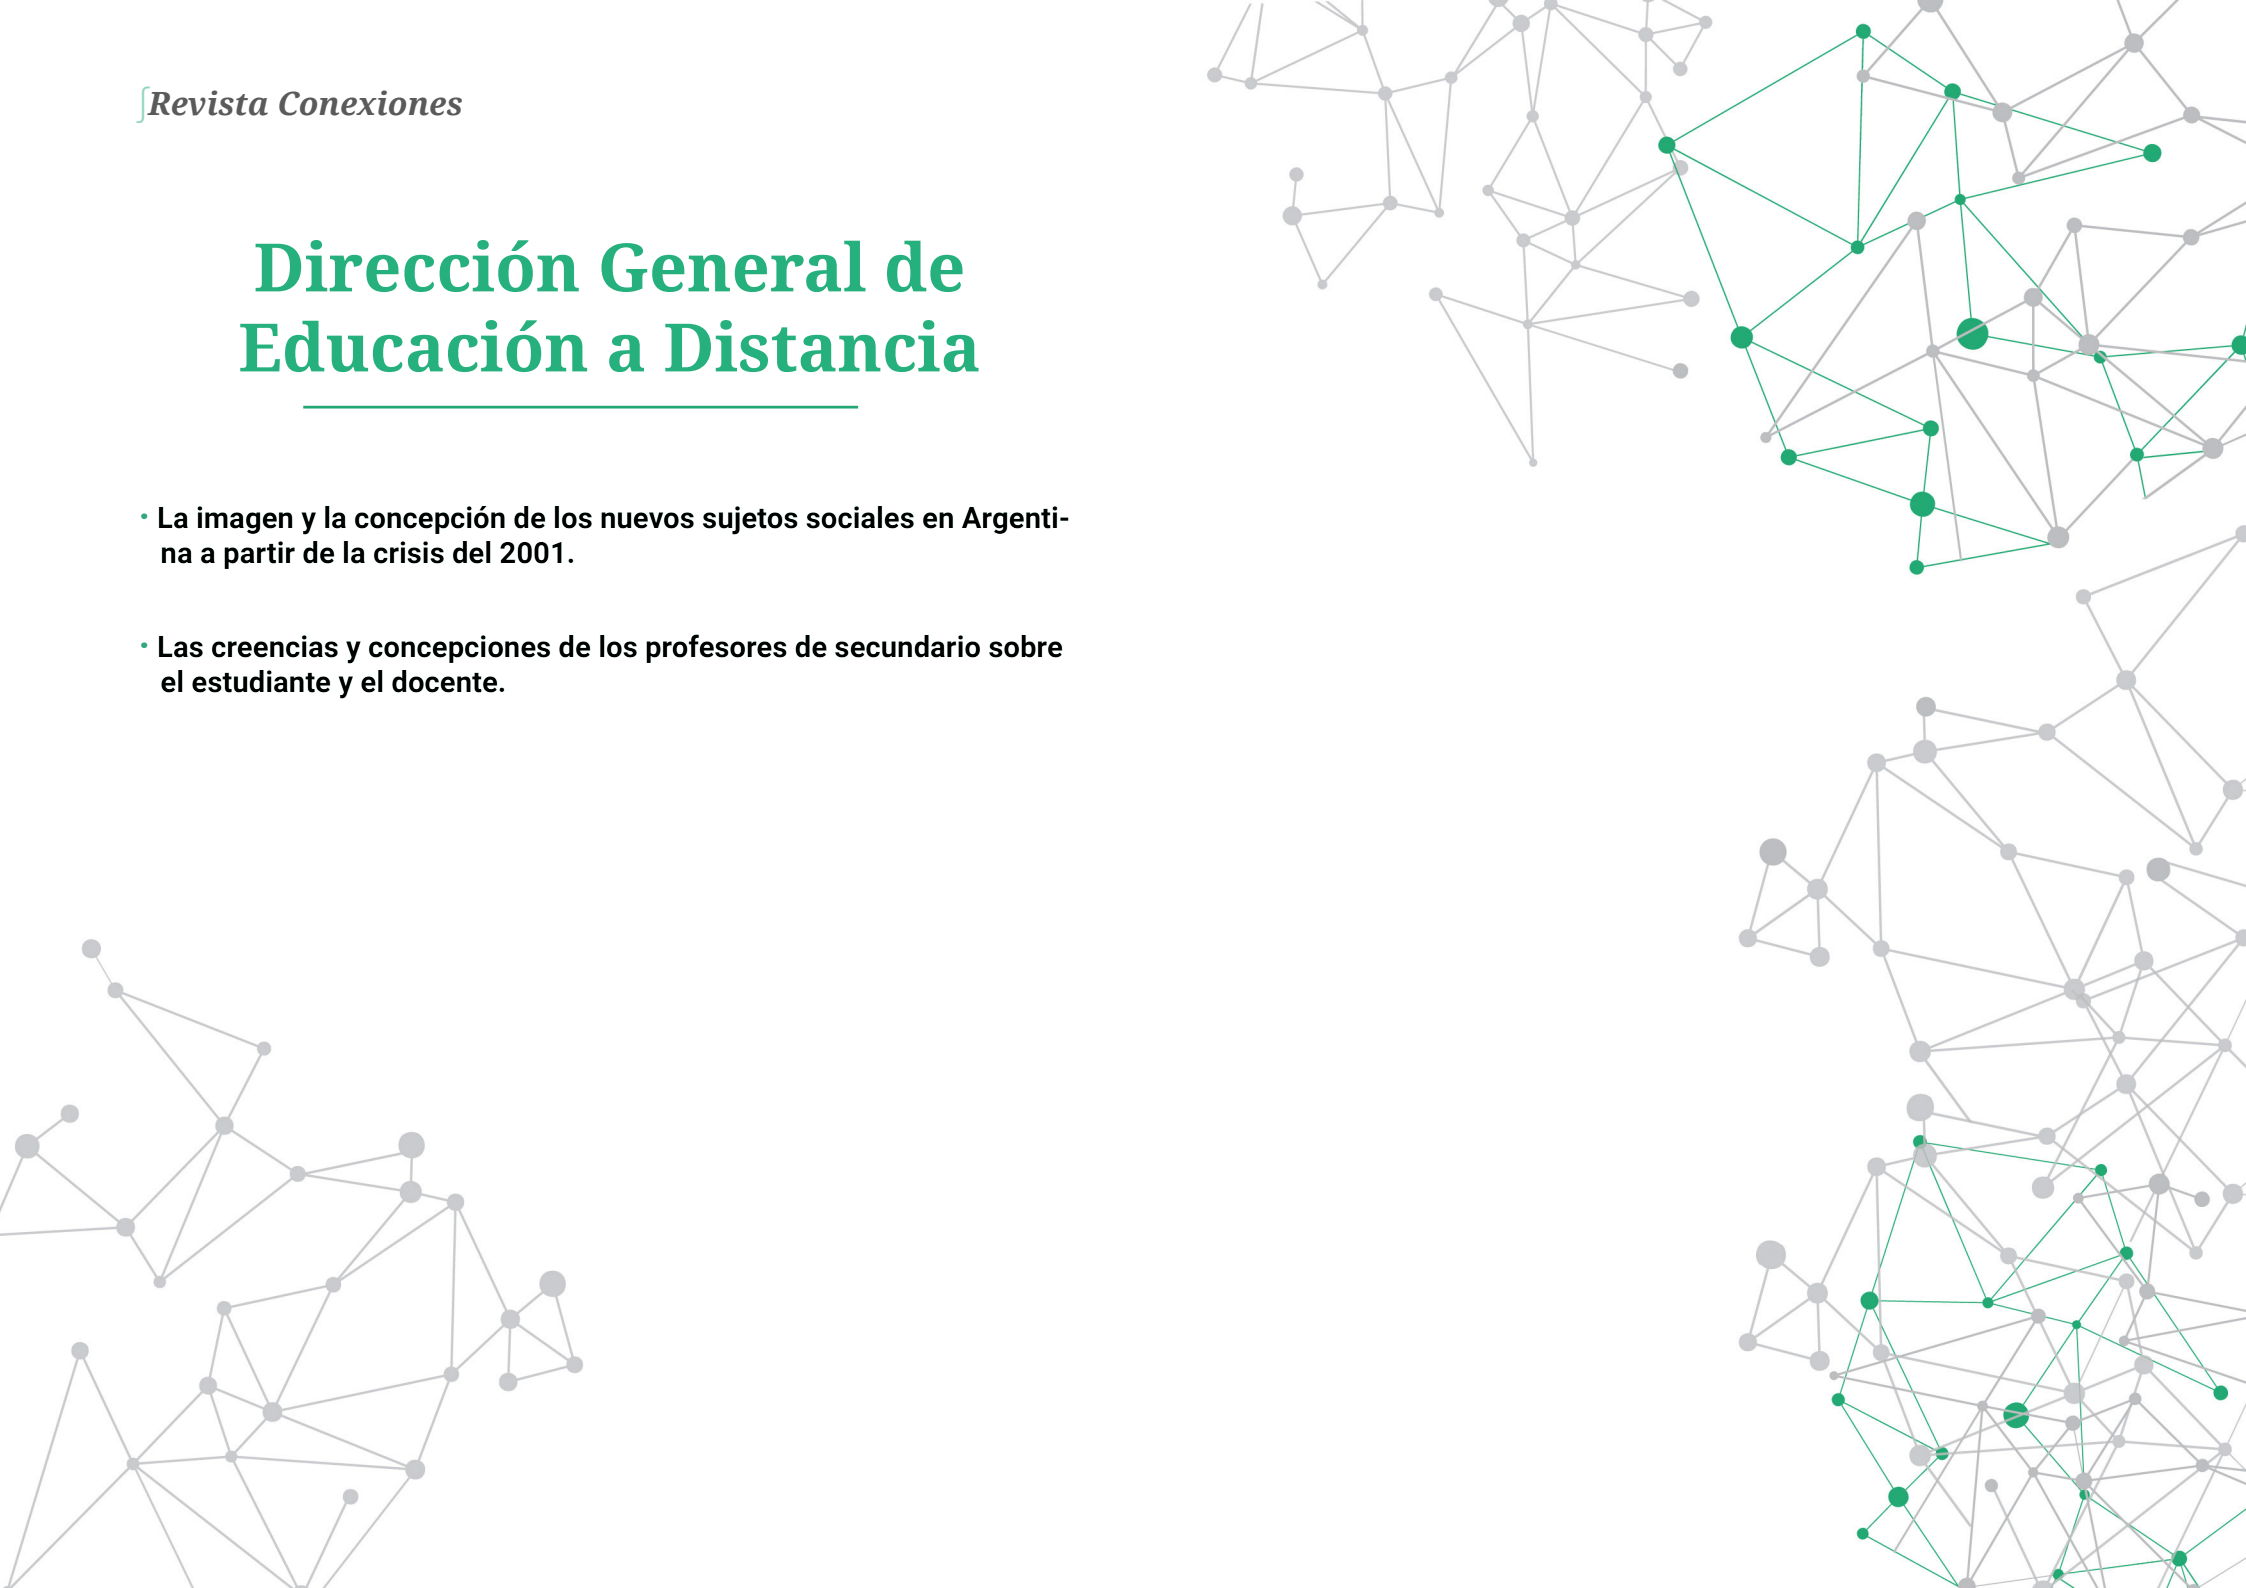 Revista Conexiones
Dirección General de
Educación a Distancia
· La imagen y la concepción de los nuevos sujetos sociales en Argenti-
na a partir de la crisis del 2001.
· Las creencias y concepciones de los profesores de secundario sobre
el estudiante y el docente.